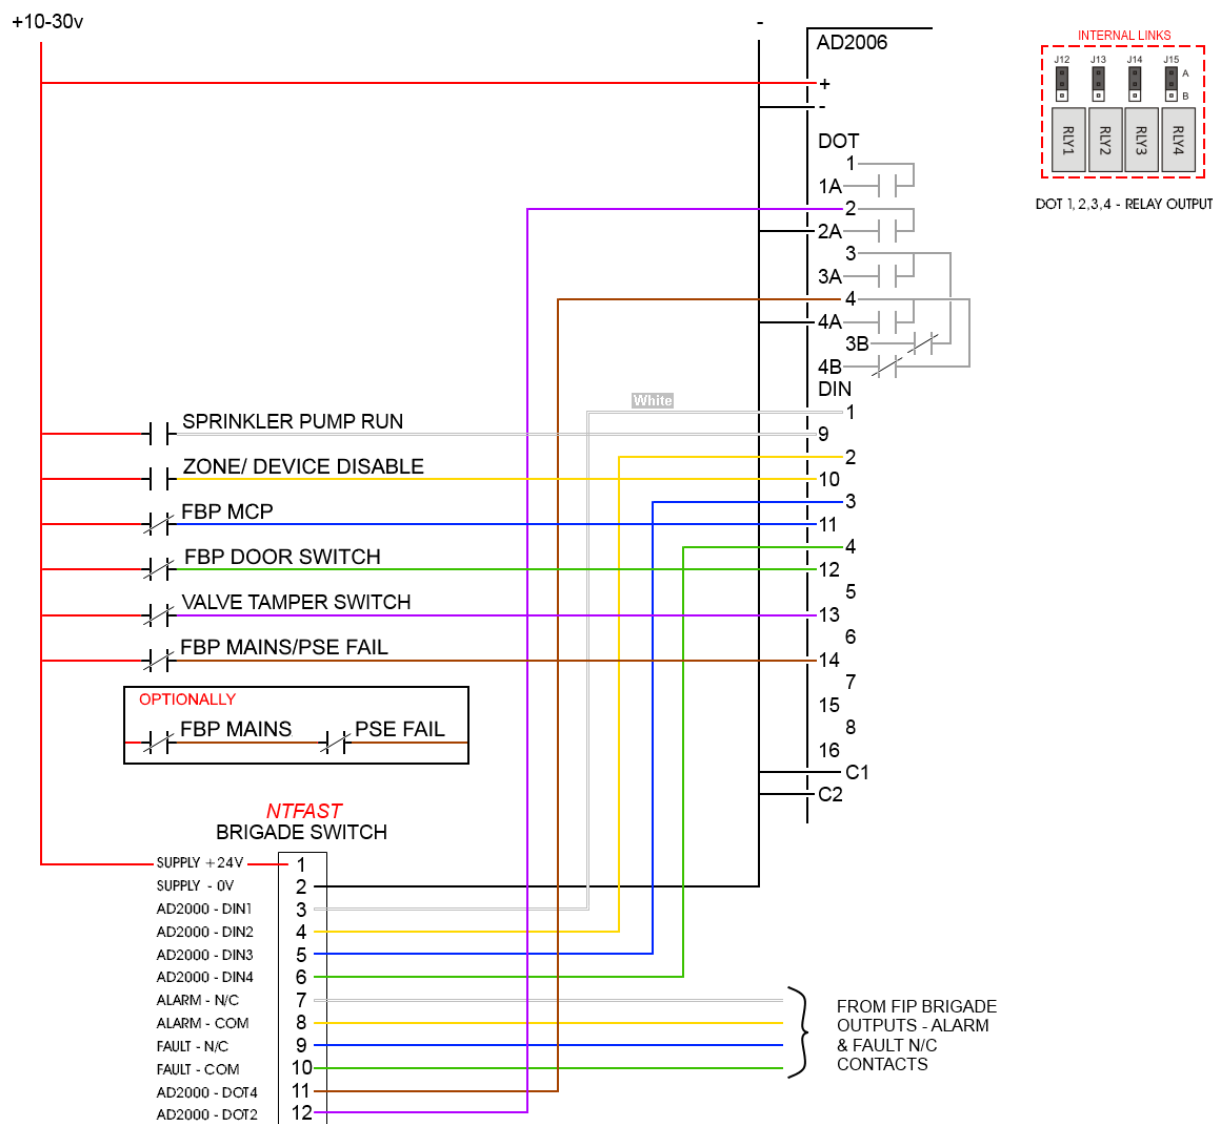 +10-30v
-
AD2006
+
-
DOT
1
1A
2
2A
3
3A
4
4A
3B
4B
DIN
White
1
SPRINKLER PUMP RUN
9
2
ZONE/ DEVICE DISABLE
10
3
FBP MCP
11
4
FBP DOOR SWITCH
12
5
VALVE TAMPER SWITCH
13
6
FBP MAINS/PSE FAIL
14
7
OPTIONALLY
15
FBP MAINS PSE FAIL
8
16
C1
C2
INTERNAL LINKS
J12 J13 J14 J15
A
B
RLY1 RLY2 RLY3 RLY4
DOT 1,2,3,4 - RELAY OUTPUT
NTFAST
BRIGADE SWITCH
SUPPLY +24V 1
SUPPLY - 0V 2
AD2000 - DIN1 3
AD2000 - DIN2 4
AD2000 - DIN3 5
AD2000 - DIN4 6
ALARM - N/C 7
ALARM - COM 8
FAULT - N/C 9
FAULT - COM 10
AD2000 - DOT4 11
AD2000 - DOT2 12
FROM FIP BRIGADE
OUTPUTS - ALARM
& FAULT N/C
CONTACTS